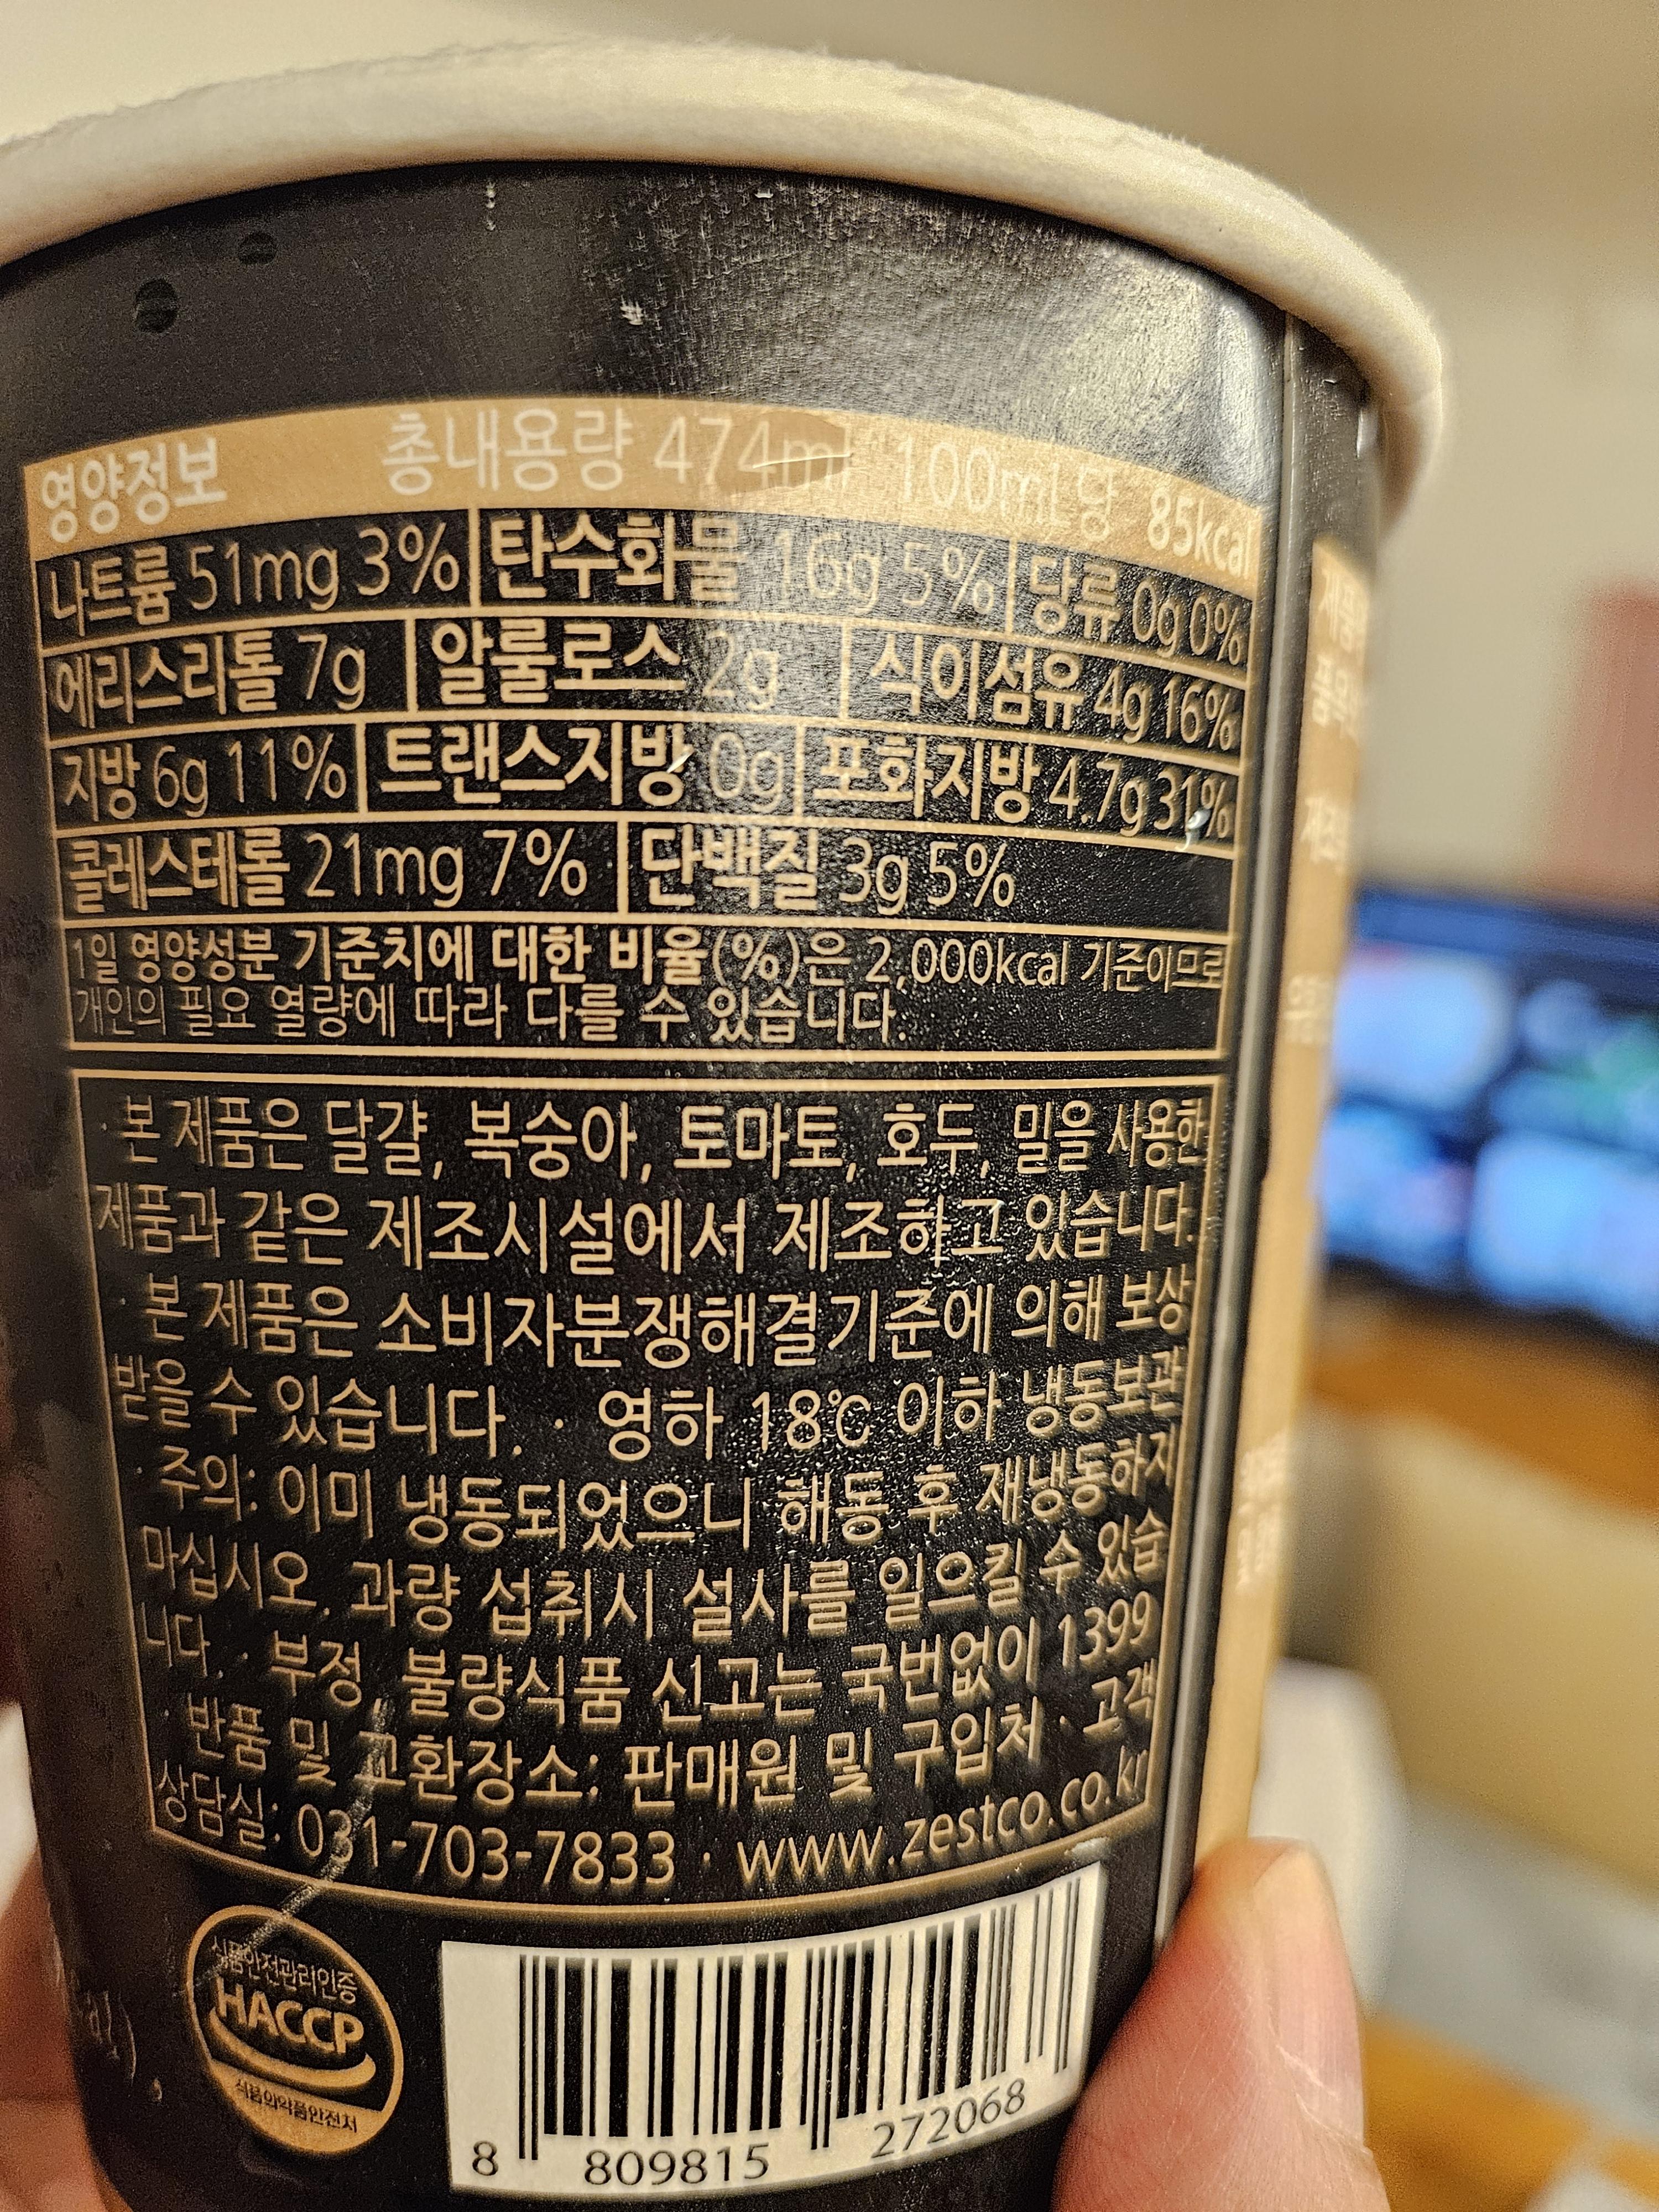 영양정보 총내용량 474ml 100mL당 85kcal
나트륨 51mg 3% 탄수화물 16g 5% 당류 0g 0%
에리스리톨 7g 알룰로스 2g 식이섬유 4g 16%
지방 6g 11% 트랜스지방 0g 포화지방 4.7g 31%
콜레스테롤 21mg 7% 단백질 3g 5%
1일 영양성분 기준치에 대한 비율(%)은 2,000kcal 기준이므로
개인의 필요 열량에 따라 다를 수 있습니다.
· 본 제품은 달걀, 복숭아, 토마토, 호두, 밀을 사용한
제품과 같은 제조시설에서 제조하고 있습니다.
· 본 제품은 소비자분쟁해결기준에 의해 보상
받을 수 있습니다. · 영하 18℃ 이하 냉동보관
· 주의: 이미 냉동되었으니 해동 후 재냉동하지
마십시오. 과량 섭취시 설사를 일으킬 수 있습
니다. · 부정, 불량식품 신고는 국번없이 1399
· 반품 및 교환장소: 판매원 및 구입처 · 고객
상담실: 031-703-7833 · www.zestco.co.kr
식품안전관리인증
HACCP
식품의약품안전처
8 809815 272068